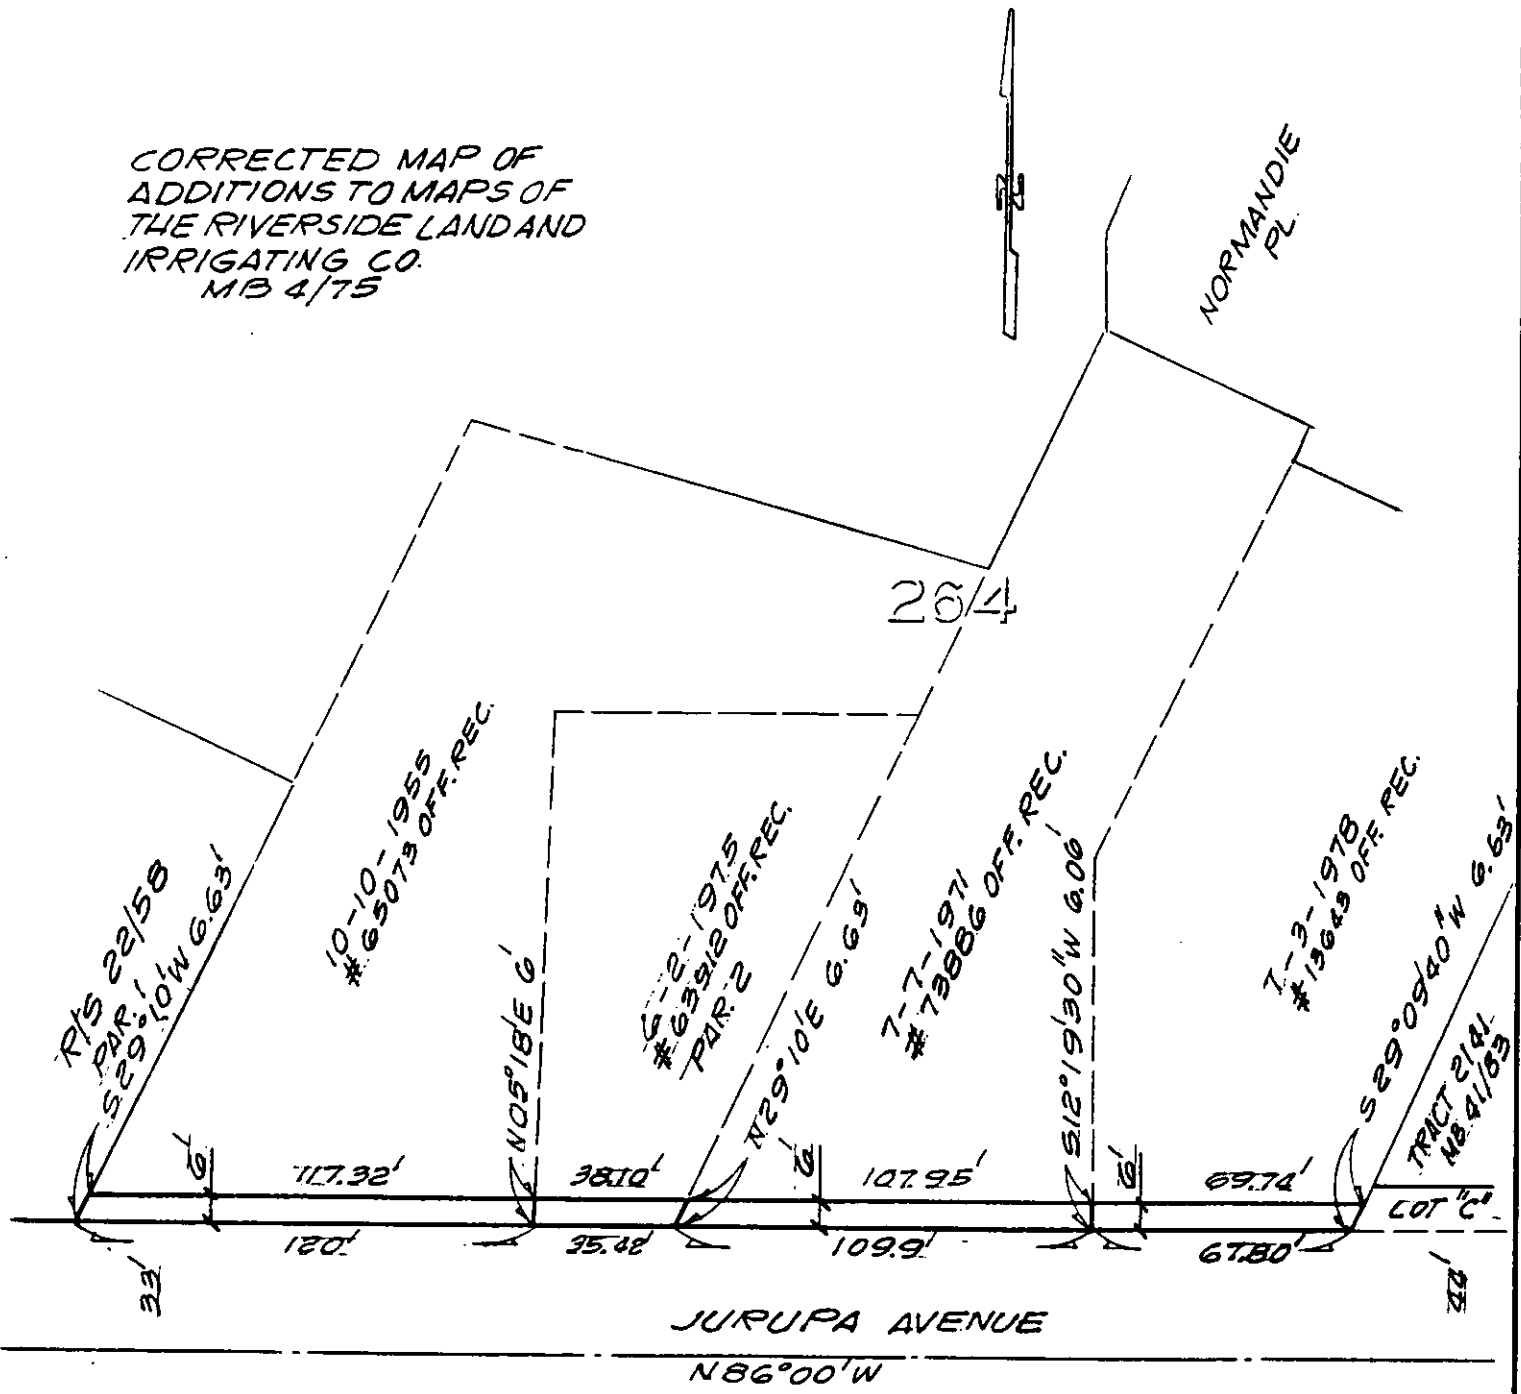 CORRECTED MAP OF
ADDITIONS TO MAPS OF
THE RIVERSIDE LAND AND
IRRIGATING CO.
MB 4/75
N
NORMANDIE
PL.
264
R/S 22/58
PAR. 1
S29°10'W 6.63'
10-10-1955
#65073 OFF. REC.
N05°18'E 6'
6-2-1975
#63912 OFF. REC.
PAR. 2
N29°10'E 6.63'
7-7-1971
#73886 OFF. REC.
S12°19'30"W 6.06'
7-3-1978
#13643 OFF. REC.
S29°09'40"W 6.63'
TRACT 2141
MB 41/83
LOT "C"
6'
117.32'
38.10'
6'
107.95'
6'
69.74'
120'
35.42'
109.9'
67.80'
33'
44'
JURUPA AVENUE
N86°00'W